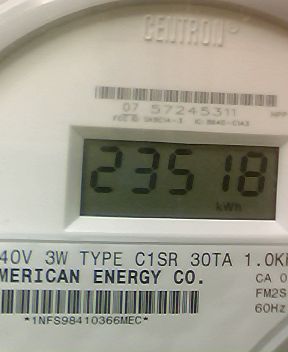 CENTRON®
07 57245311
23518
kWh
40V 3W TYPE C1SR 30TA 1.0K
MERICAN ENERGY CO.
CA 0
FM2S
60Hz
*1NFS98410366MEC*